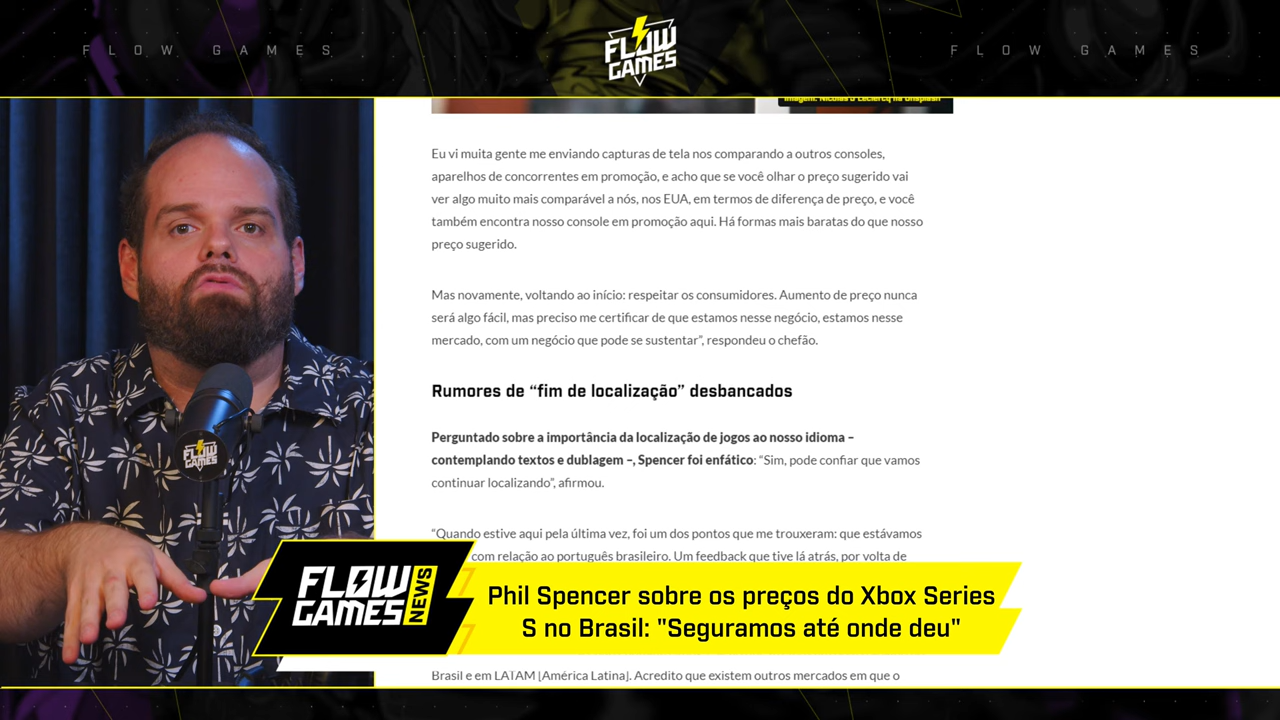 FLOW GAMES
FLOW
GAMES
FLOW GAMES
Imagem: Nicolas J Leclercq na Unsplash
Eu vi muita gente me enviando capturas de tela nos comparando a outros consoles,
aparelhos de concorrentes em promoção, e acho que se você olhar o preço sugerido vai
ver algo muito mais comparável a nós, nos EUA, em termos de diferença de preço, e você
também encontra nosso console em promoção aqui. Há formas mais baratas do que nosso
preço sugerido.
Mas novamente, voltando ao início: respeitar os consumidores. Aumento de preço nunca
será algo fácil, mas preciso me certificar de que estamos nesse negócio, estamos nesse
mercado, com um negócio que pode se sustentar”, respondeu o chefão.
Rumores de “fim de localização” desbancados
Perguntado sobre a importância da localização de jogos ao nosso idioma –
contemplando textos e dublagem –, Spencer foi enfático: “Sim, pode confiar que vamos
continuar localizando”, afirmou.
“Quando estive aqui pela última vez, foi um dos pontos que me trouxeram: que estávamos
com relação ao português brasileiro. Um feedback que tive lá atrás, por volta de
FLOW
GAMES
FLOW
GAMES
NEWS
Phil Spencer sobre os preços do Xbox Series
S no Brasil: "Seguramos até onde deu"
Brasil e em LATAM [América Latina]. Acredito que existem outros mercados em que o